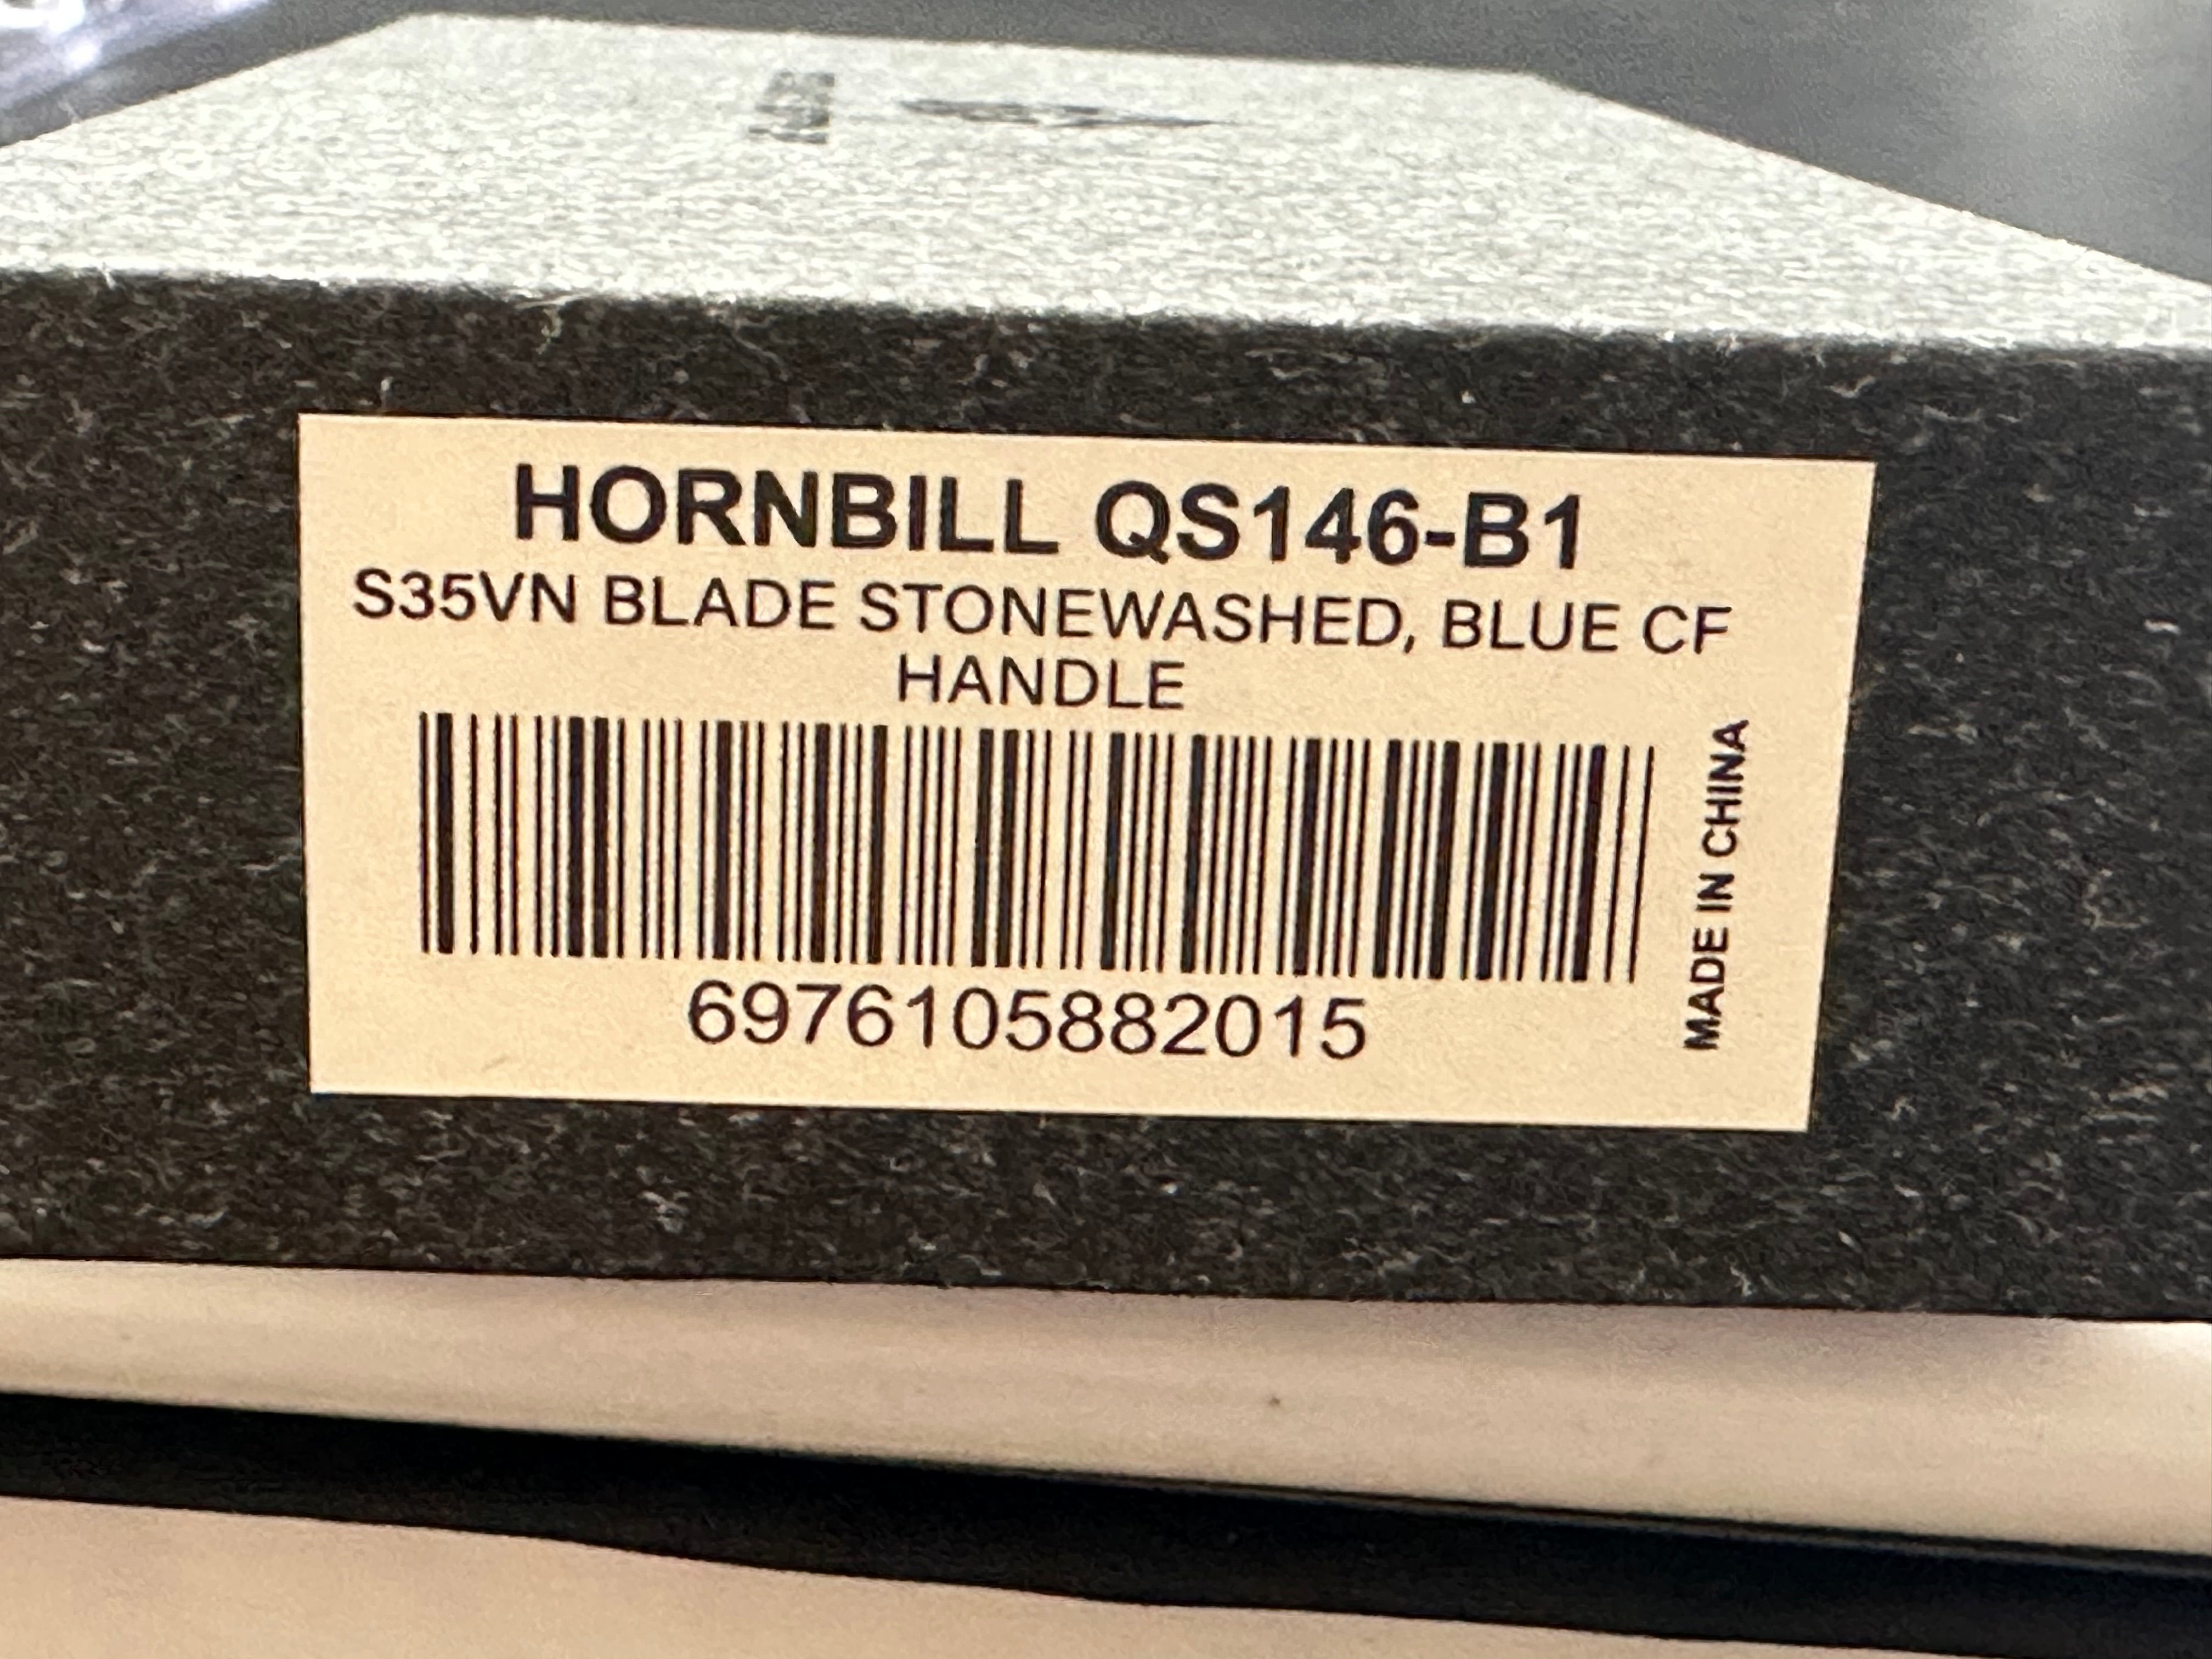 HORNBILL QS146-B1
S35VN BLADE STONEWASHED, BLUE CF
HANDLE
6976105882015
MADE IN CHINA